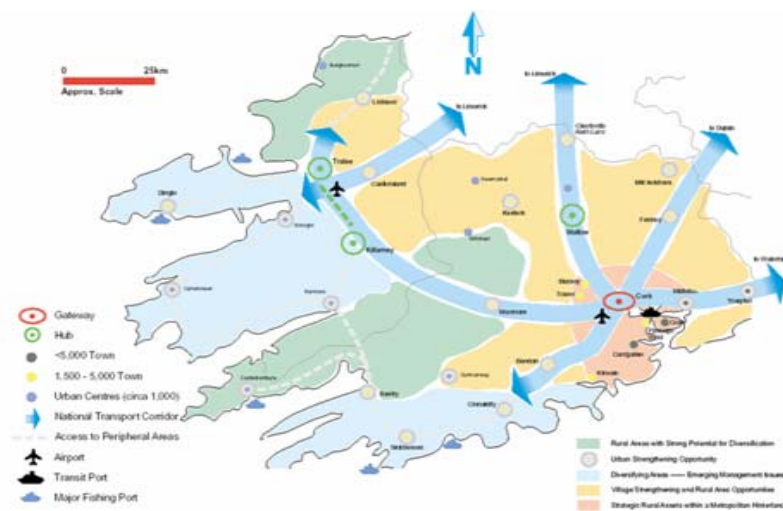 0 25km
Approx. Scale
N
Listowel
to Limerick
to Limerick
to Dublin
Tralee
Castleisland
Dingle
Killarney
Kanturk
Mallow
Fermoy
to Waterford
Cork
Midleton
Youghal
Macroom
Bandon
Kinsale
Carrigaline
Kenmare
Castletownbere
Bantry
Dunmanway
Clonakilty
Skibbereen
Gateway
Hub
<5,000 Town
1,500 - 5,000 Town
Urban Centres (circa 1,000)
National Transport Corridor
Access to Peripheral Areas
Airport
Transit Port
Major Fishing Port
Rural Areas with Strong Potential for Diversification
Urban Strengthening Opportunity
Diversifying Areas —— Emerging Management Issues
Village Strengthening and Rural Area Opportunities
Strategic Rural Assets within a Metropolitan Hinterland